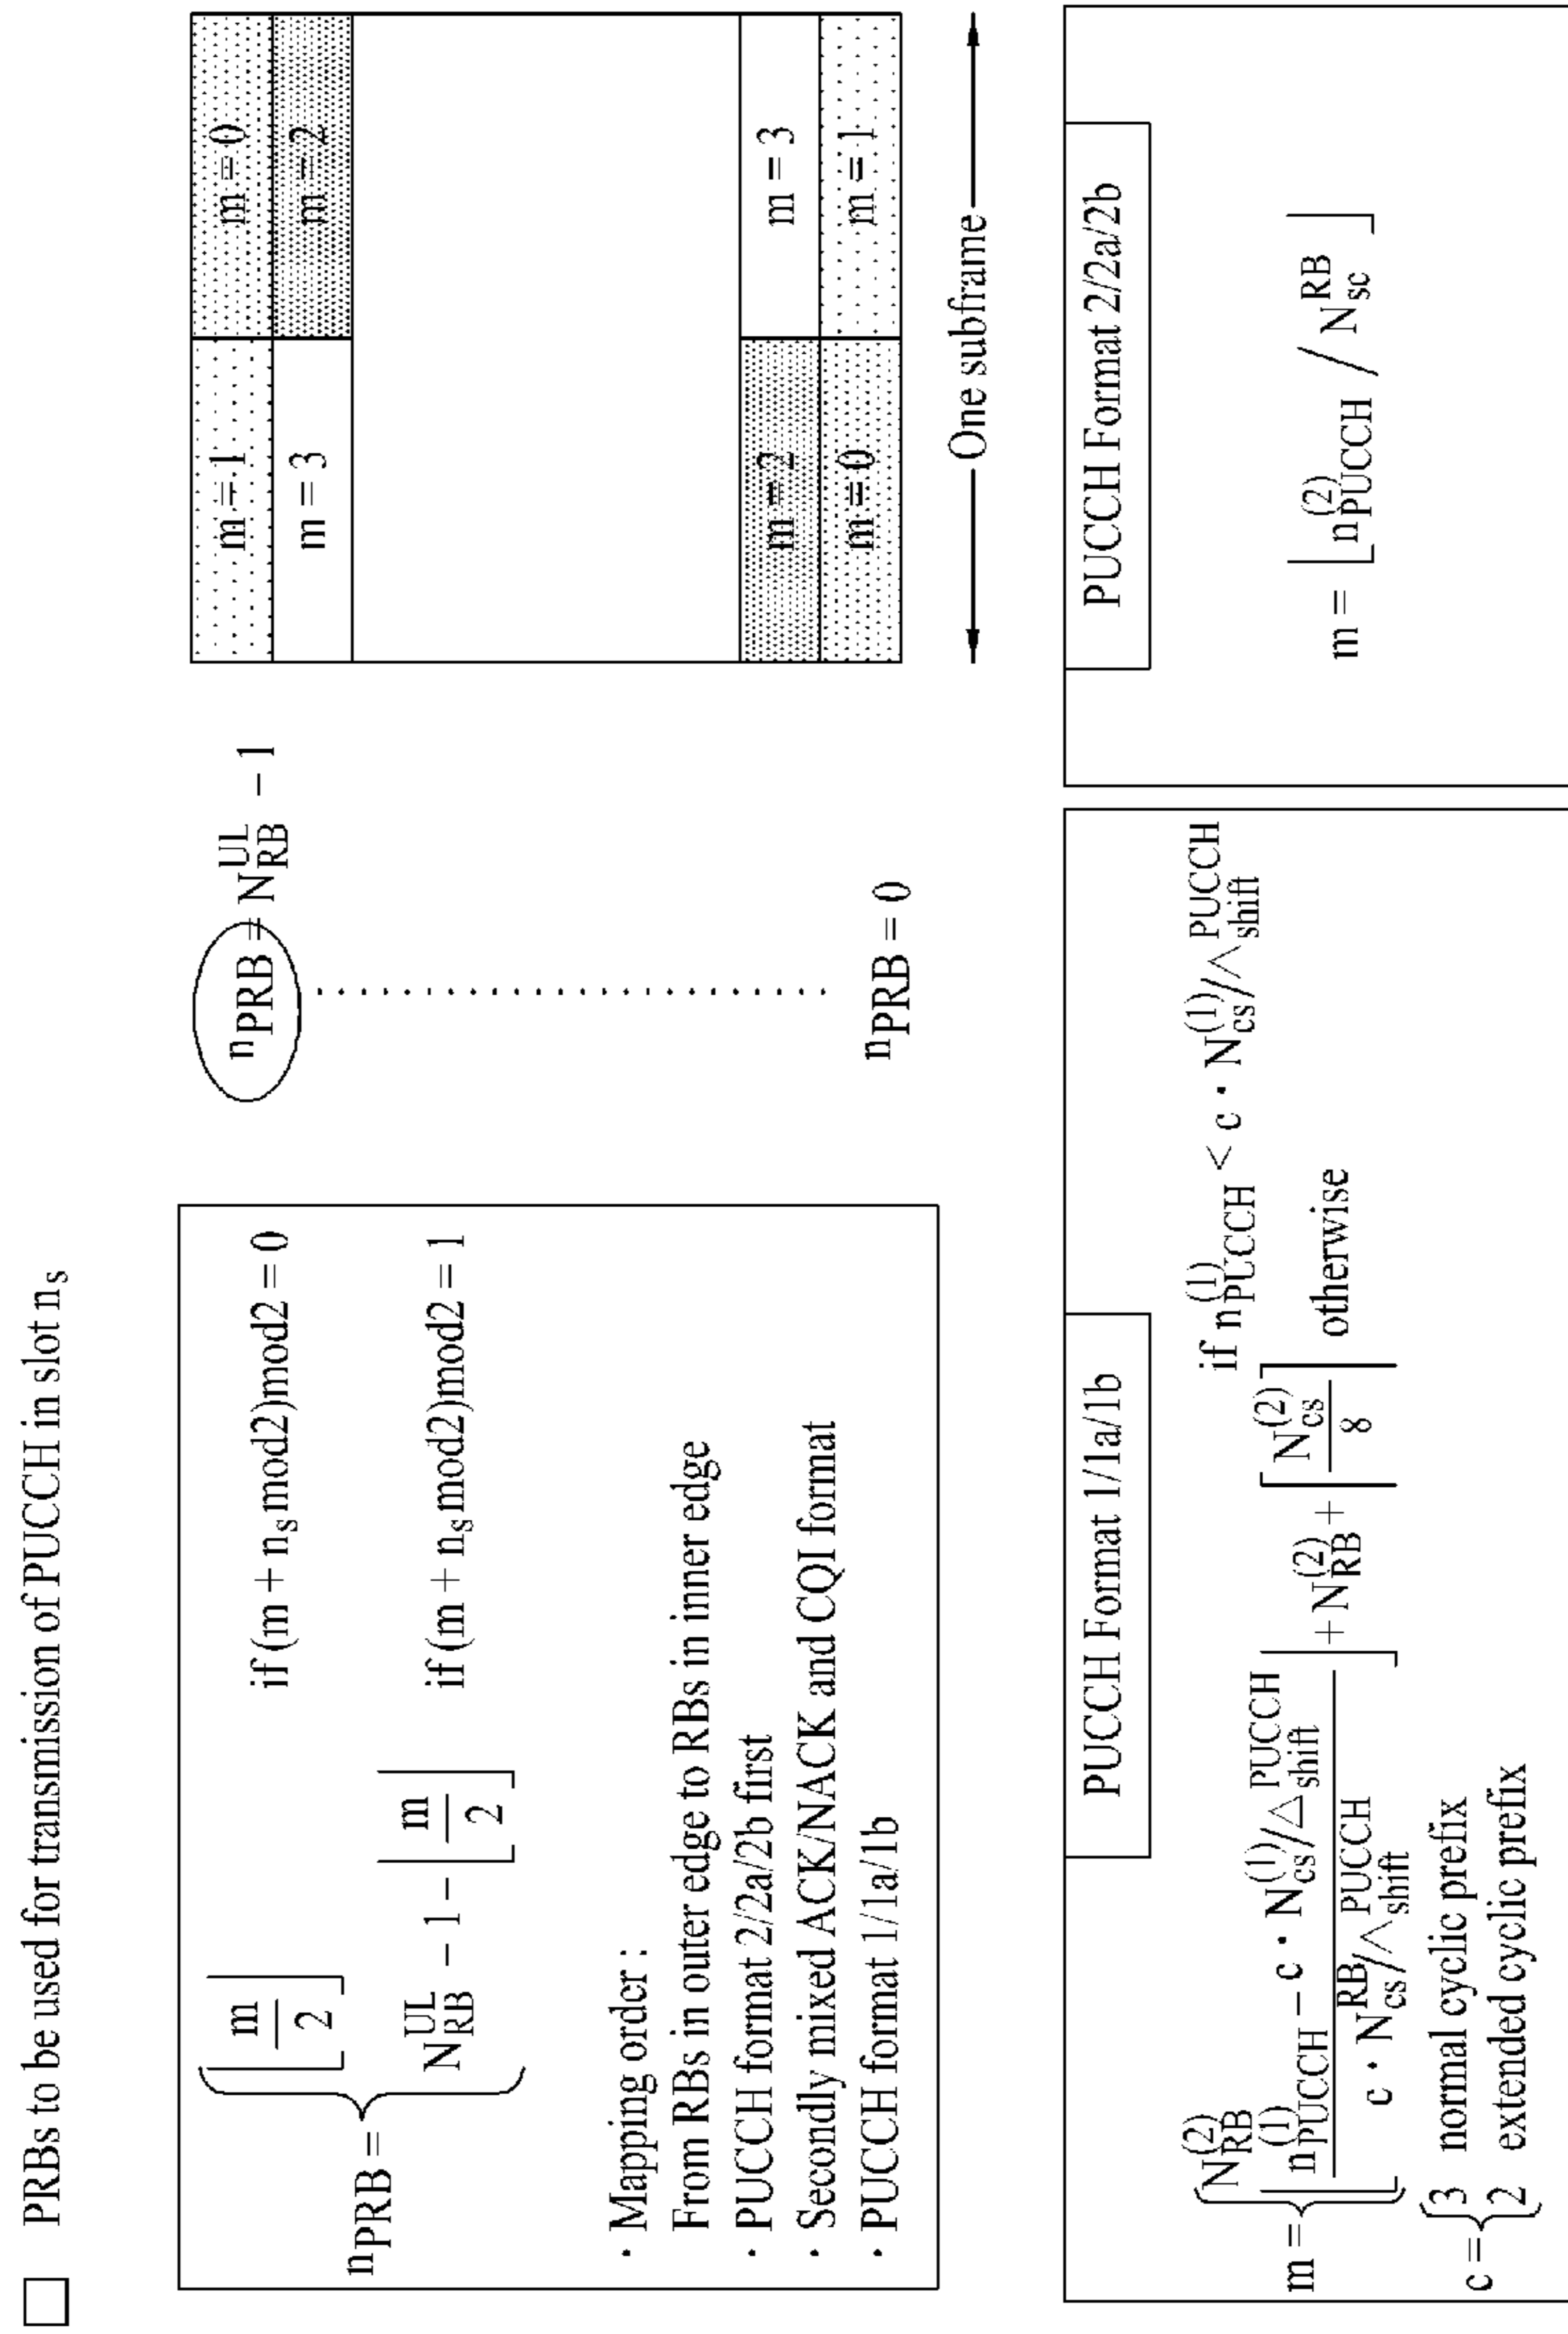 □ PRBs to be used for transmission of PUCCH in slot n_s
n_PRB = { ⌊m/2⌋ if (m + n_s mod2)mod2 = 0
N_RB^UL − 1 − ⌊m/2⌋ if (m + n_s mod2)mod2 = 1
· Mapping order :
From RBs in outer edge to RBs in inner edge
· PUCCH format 2/2a/2b first
· Secondly mixed ACK/NACK and CQI format
· PUCCH format 1/1a/1b
n_PRB = N_RB^UL − 1
n_PRB = 0
m = 1 m = 0
m = 3 m = 2
m = 2 m = 3
m = 0 m = 1
One subframe
PUCCH Format 1/1a/1b
m = { N_RB^(2) if n_PUCCH^(1) < c · N_cs^(1)/△_shift^PUCCH
⌊(n_PUCCH^(1) − c · N_cs^(1)/△_shift^PUCCH)/(c · N_cs^RB/△_shift^PUCCH)⌋ + N_RB^(2) + ⌈N_cs^(2)/8⌉ otherwise
c = { 3 normal cyclic prefix
2 extended cyclic prefix
PUCCH Format 2/2a/2b
m = ⌊n_PUCCH^(2) / N_sc^RB⌋